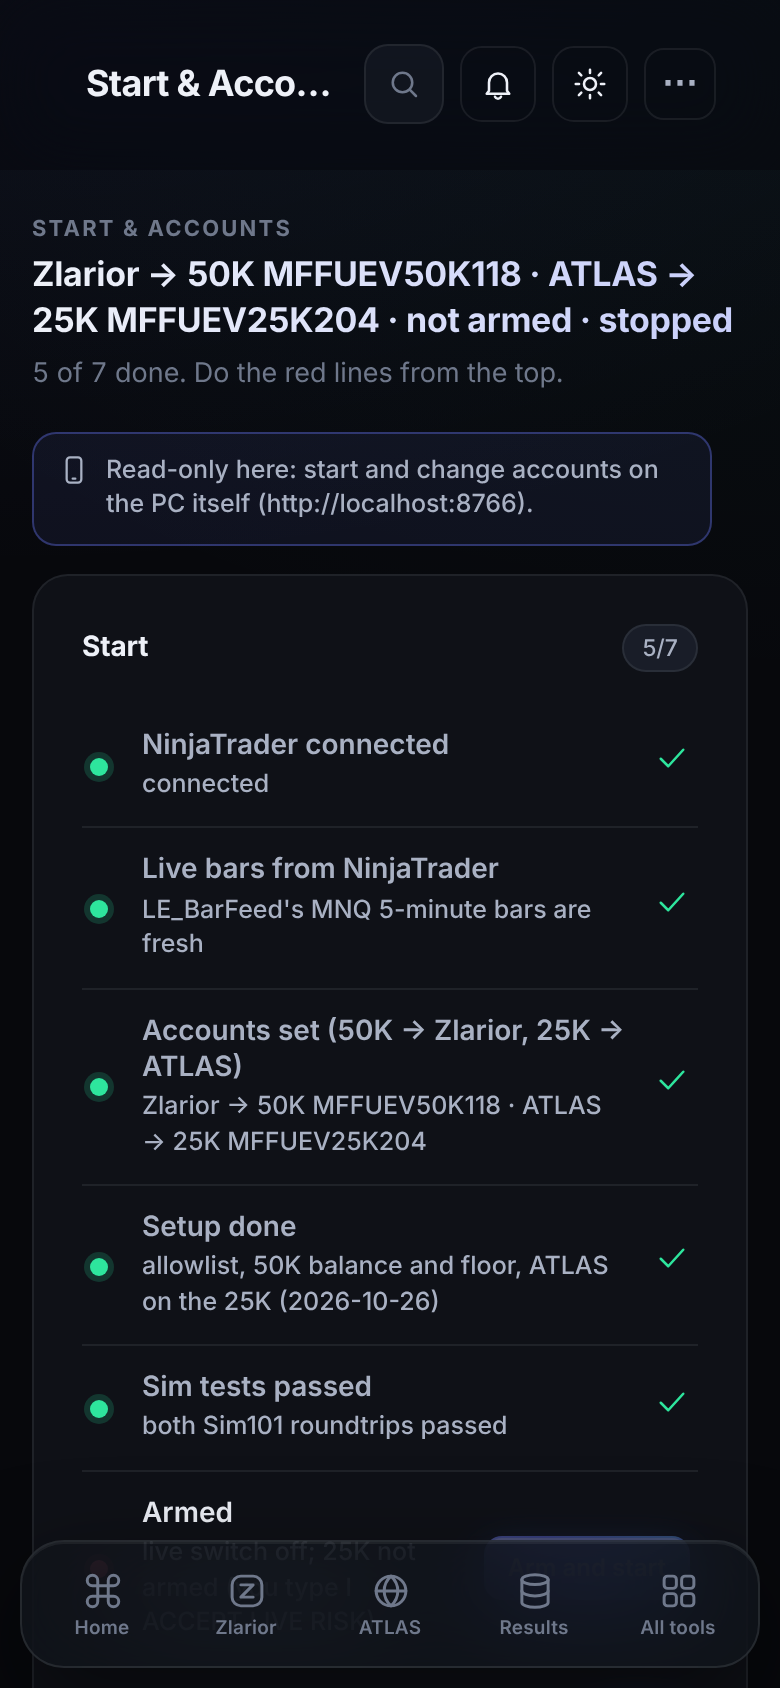 Start & Acco...
START & ACCOUNTS
Zlarior → 50K MFFUEV50K118 · ATLAS →
25K MFFUEV25K204 · not armed · stopped
5 of 7 done. Do the red lines from the top.
Read-only here: start and change accounts on
the PC itself (http://localhost:8766).
Start
5/7
NinjaTrader connected
connected
Live bars from NinjaTrader
LE_BarFeed's MNQ 5-minute bars are
fresh
Accounts set (50K → Zlarior, 25K →
ATLAS)
Zlarior → 50K MFFUEV50K118 · ATLAS
→ 25K MFFUEV25K204
Setup done
allowlist, 50K balance and floor, ATLAS
on the 25K (2026-10-26)
Sim tests passed
both Sim101 roundtrips passed
Armed
live switch off; 25K not
Home
Zlarior
ATLAS
Results
All tools